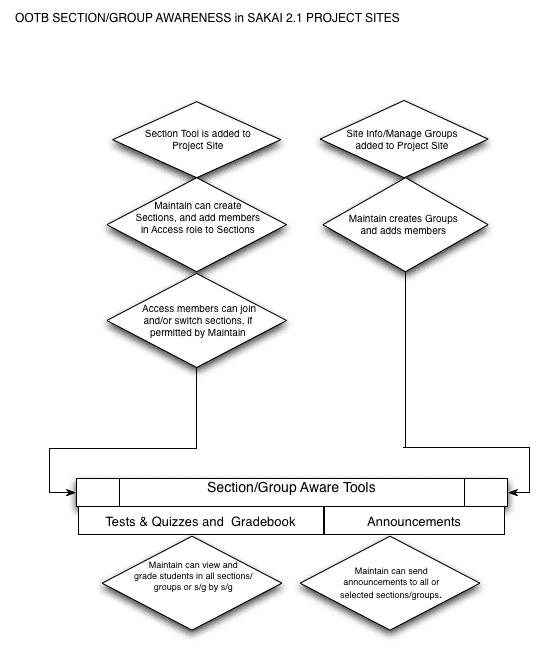 OOTB SECTION/GROUP AWARENESS in SAKAI 2.1 PROJECT SITES
Section Tool is added to
Project Site
Site Info/Manage Groups
added to Project Site
Maintain can create
Sections, and add members
in Access role to Sections
Maintain creates Groups
and adds members
Access members can join
and/or switch sections, if
permitted by Maintain
Section/Group Aware Tools
Tests & Quizzes and Gradebook
Announcements
Maintain can view and
grade students in all sections/
groups or s/g by s/g
Maintain can send
announcements to all or
selected sections/groups.